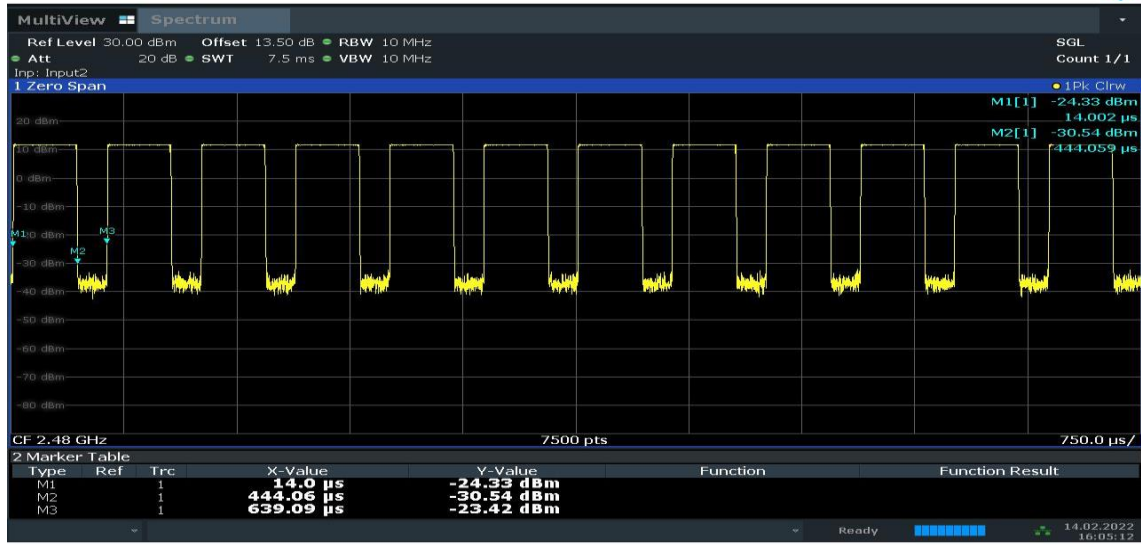 MultiView Spectrum
Ref Level 30.00 dBm Offset 13.50 dB RBW 10 MHz SGL
Att 20 dB SWT 7.5 ms VBW 10 MHz Count 1/1
Inp: Input2
1 Zero Span 1Pk Clrw
M1[1] -24.33 dBm
14.002 µs
20 dBm
M2[1] -30.54 dBm
444.059 µs
10 dBm
0 dBm
-10 dBm
M1 dBm
M3
M2
-30 dBm
-40 dBm
-50 dBm
-60 dBm
-70 dBm
-80 dBm
CF 2.48 GHz 7500 pts 750.0 µs/
2 Marker Table
Type Ref Trc X-Value Y-Value Function Function Result
M1 1 14.0 µs -24.33 dBm
M2 1 444.06 µs -30.54 dBm
M3 1 639.09 µs -23.42 dBm
Ready 14.02.2022
16:05:12